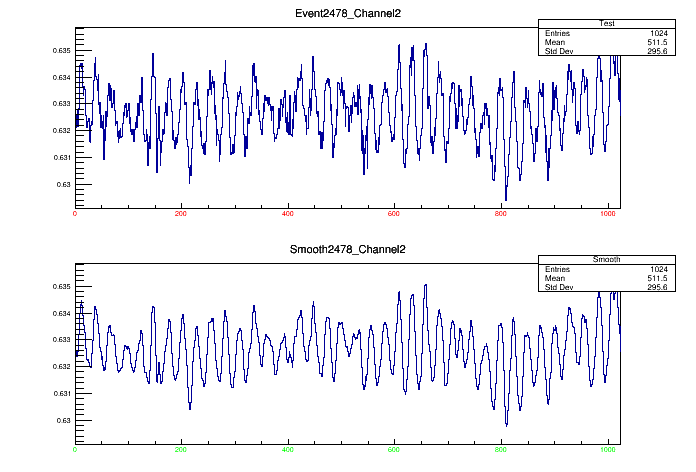 Event2478_Channel2
Test
Entries 1024
Mean 511.5
Std Dev 295.6
0.635
0.634
0.633
0.632
0.631
0.63
0 200 400 600 800 1000
Smooth2478_Channel2
Smooth
Entries 1024
Mean 511.5
Std Dev 295.6
0.635
0.634
0.633
0.632
0.631
0.63
0 200 400 600 800 1000